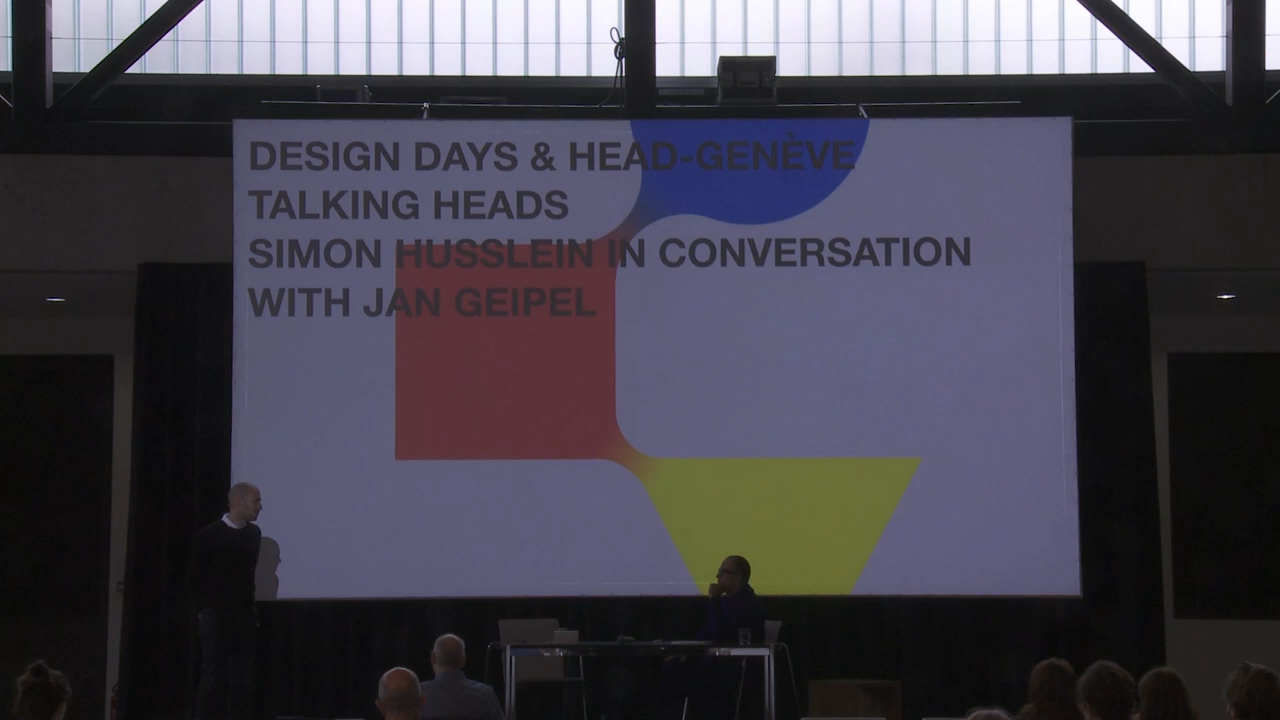 DESIGN DAYS & HEAD-GENÈVE
TALKING HEADS
SIMON HUSSLEIN IN CONVERSATION
WITH JAN GEIPEL